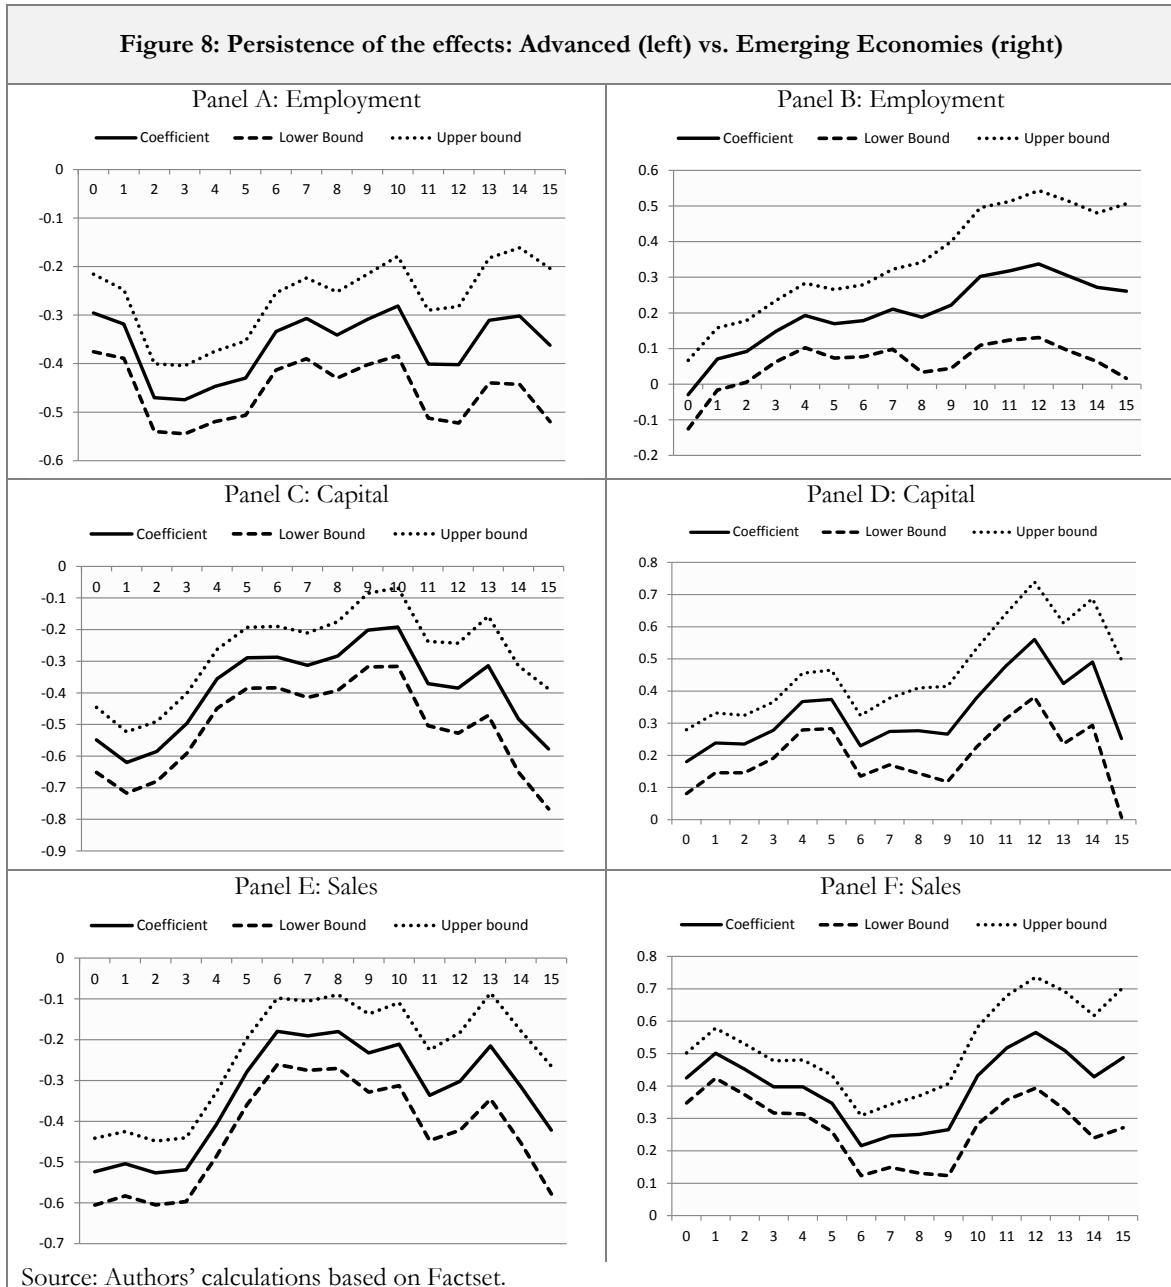 Figure 8: Persistence of the effects: Advanced (left) vs. Emerging Economies (right)
Panel A: Employment
Coefficient Lower Bound Upper bound
0
-0.1
-0.2
-0.3
-0.4
-0.5
-0.6
0 1 2 3 4 5 6 7 8 9 10 11 12 13 14 15
Panel B: Employment
Coefficient Lower Bound Upper bound
0.6
0.5
0.4
0.3
0.2
0.1
0
-0.1
-0.2
0 1 2 3 4 5 6 7 8 9 10 11 12 13 14 15
Panel C: Capital
Coefficient Lower Bound Upper bound
0
-0.1
-0.2
-0.3
-0.4
-0.5
-0.6
-0.7
-0.8
-0.9
0 1 2 3 4 5 6 7 8 9 10 11 12 13 14 15
Panel D: Capital
Coefficient Lower Bound Upper bound
0.8
0.7
0.6
0.5
0.4
0.3
0.2
0.1
0
0 1 2 3 4 5 6 7 8 9 10 11 12 13 14 15
Panel E: Sales
Coefficient Lower Bound Upper bound
0
-0.1
-0.2
-0.3
-0.4
-0.5
-0.6
-0.7
0 1 2 3 4 5 6 7 8 9 10 11 12 13 14 15
Panel F: Sales
Coefficient Lower Bound Upper bound
0.8
0.7
0.6
0.5
0.4
0.3
0.2
0.1
0
0 1 2 3 4 5 6 7 8 9 10 11 12 13 14 15
Source: Authors' calculations based on Factset.